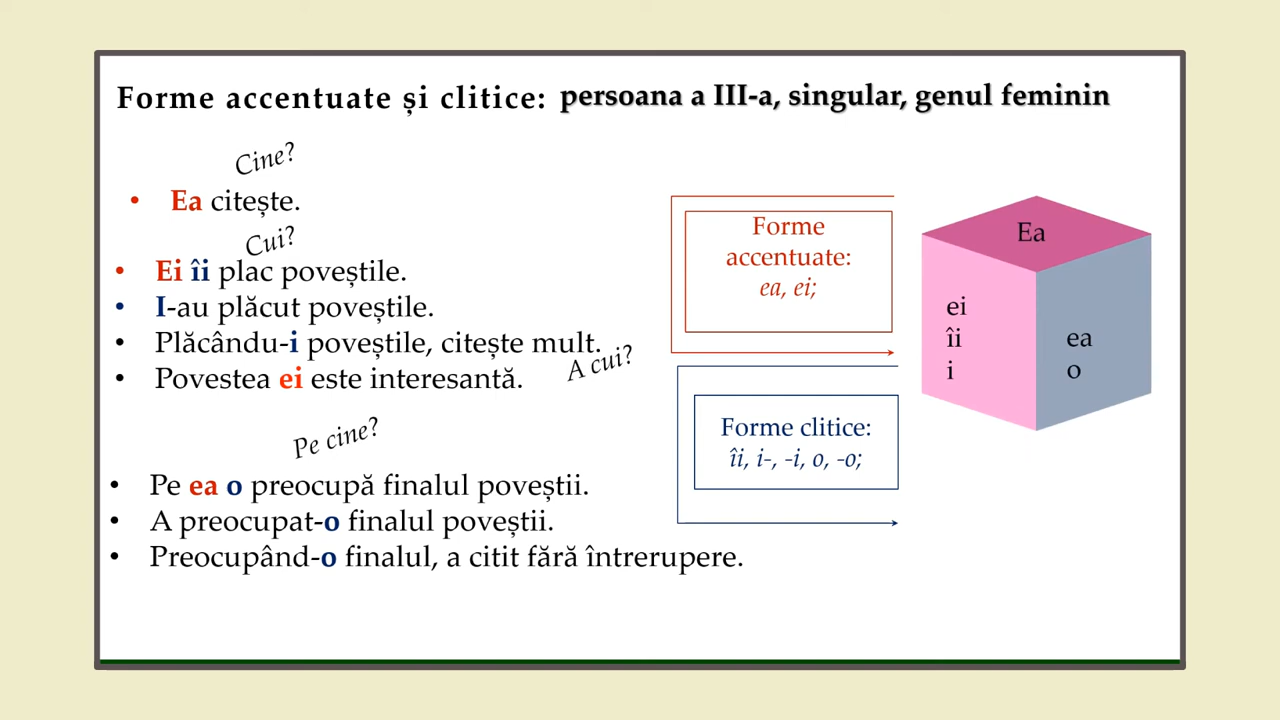 Forme accentuate și clitice: persoana a III-a, singular, genul feminin
Cine?
• Ea citește.
Cui?
• Ei îi plac poveștile.
• I-au plăcut poveștile.
• Plăcându-i poveștile, citește mult.
A cui?
• Povestea ei este interesantă.
Pe cine?
• Pe ea o preocupă finalul poveștii.
• A preocupat-o finalul poveștii.
• Preocupând-o finalul, a citit fără întrerupere.
Forme
accentuate:
ea, ei;
Forme clitice:
îi, i-, -i, o, -o;
Ea
ei
îii
i
ea
o